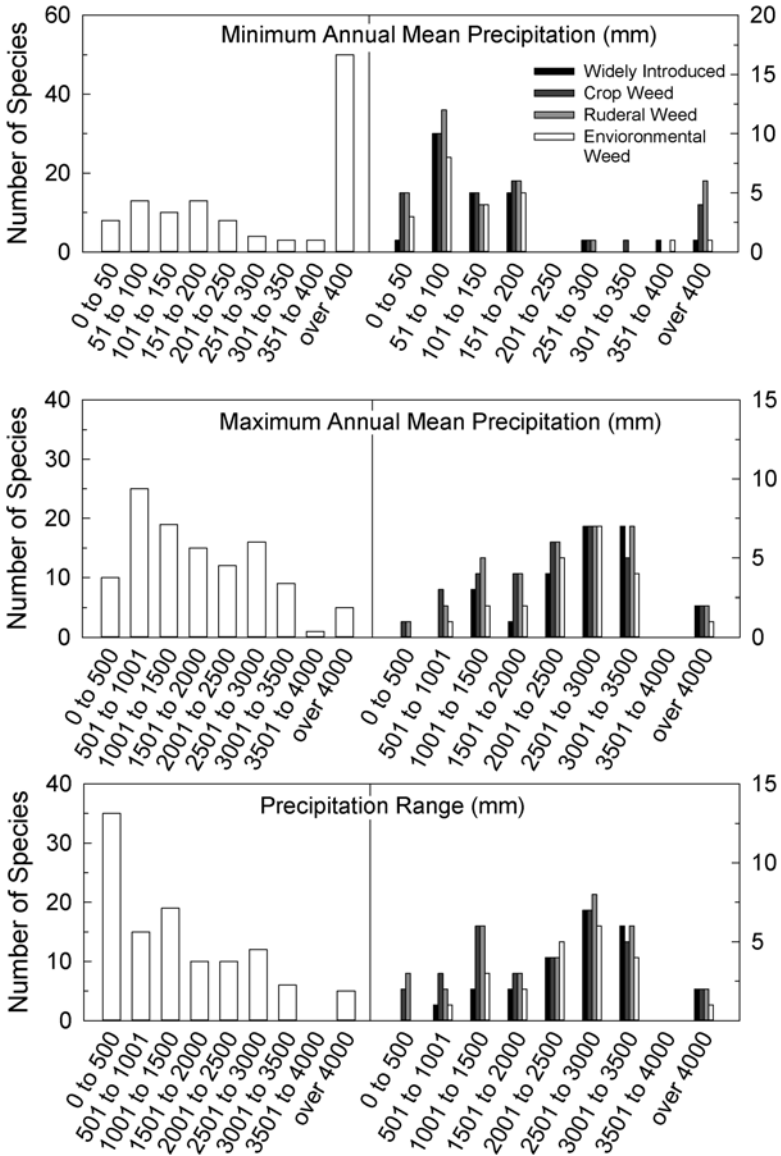 Minimum Annual Mean Precipitation (mm)
Number of Species
60
40
20
0
20
15
10
5
0
Widely Introduced
Crop Weed
Ruderal Weed
Envioronmental
Weed
0 to 50
51 to 100
101 to 150
151 to 200
201 to 250
251 to 300
301 to 350
351 to 400
over 400
0 to 50
51 to 100
101 to 150
151 to 200
201 to 250
251 to 300
301 to 350
351 to 400
over 400
Maximum Annual Mean Precipitation (mm)
Number of Species
40
30
20
10
0
15
10
5
0
0 to 500
501 to 1001
1001 to 1500
1501 to 2000
2001 to 2500
2501 to 3000
3001 to 3500
3501 to 4000
over 4000
0 to 500
501 to 1001
1001 to 1500
1501 to 2000
2001 to 2500
2501 to 3000
3001 to 3500
3501 to 4000
over 4000
Precipitation Range (mm)
Number of Species
40
30
20
10
0
15
10
5
0
0 to 500
501 to 1001
1001 to 1500
1501 to 2000
2001 to 2500
2501 to 3000
3001 to 3500
3501 to 4000
over 4000
0 to 500
501 to 1001
1001 to 1500
1501 to 2000
2001 to 2500
2501 to 3000
3001 to 3500
3501 to 4000
over 4000